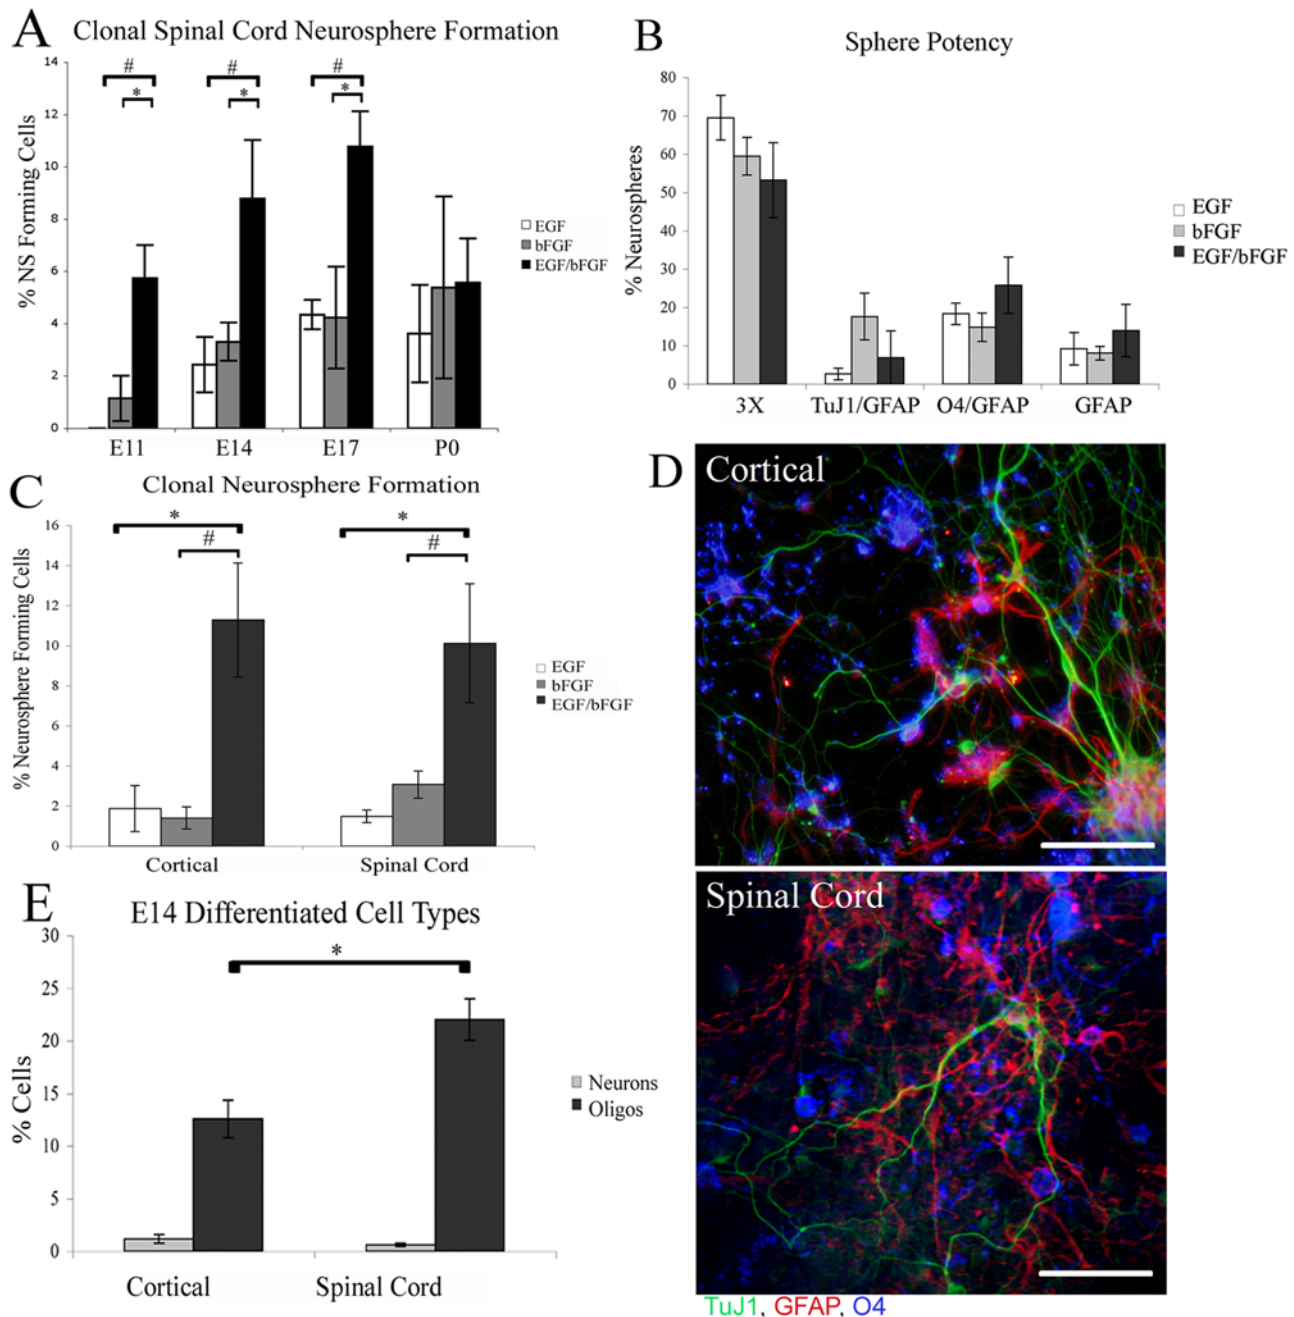 A
Clonal Spinal Cord Neurosphere Formation
% NS Forming Cells
14
12
10
8
6
4
2
0
#
*
#
*
#
*
E11
E14
E17
P0
EGF
bFGF
EGF/bFGF
B
Sphere Potency
% Neurospheres
80
70
60
50
40
30
20
10
0
3X
TuJ1/GFAP
O4/GFAP
GFAP
EGF
bFGF
EGF/bFGF
C
Clonal Neurosphere Formation
% Neurosphere Forming Cells
16
14
12
10
8
6
4
2
0
*
#
*
#
Cortical
Spinal Cord
EGF
bFGF
EGF/bFGF
D
Cortical
Spinal Cord
TuJ1, GFAP, O4
E
E14 Differentiated Cell Types
% Cells
30
25
20
15
10
5
0
*
Cortical
Spinal Cord
Neurons
Oligos